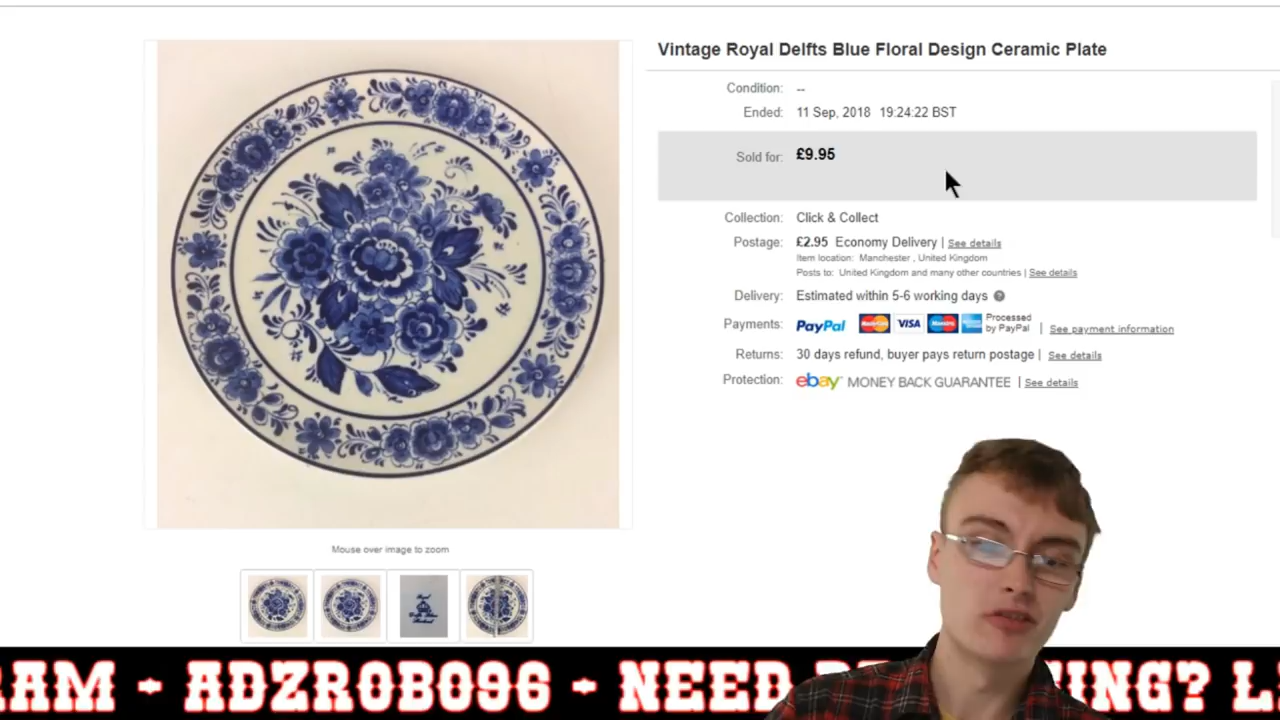 Vintage Royal Delfts Blue Floral Design Ceramic Plate
Condition: --
Ended: 11 Sep, 2018 19:24:22 BST
Sold for: £9.95
Collection: Click & Collect
Postage: £2.95 Economy Delivery | See details
Item location: Manchester , United Kingdom
Posts to: United Kingdom and many other countries | See details
Delivery: Estimated within 5-6 working days
Payments: PayPal MasterCard VISA Maestro Processed by PayPal | See payment information
Returns: 30 days refund, buyer pays return postage | See details
Protection: ebay MONEY BACK GUARANTEE | See details
Mouse over image to zoom
RAM - ADZROB096 - NEED